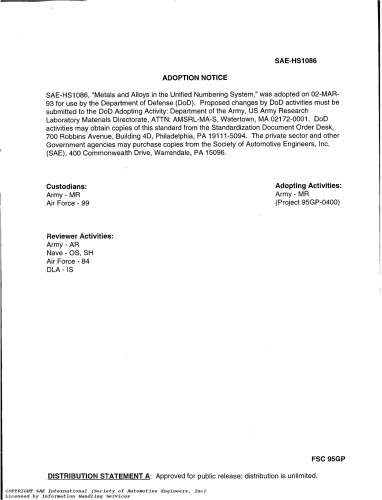 SAE-HS1086
ADOPTION NOTICE
SAE-HS1086, "Metals and Alloys in the Unified Numbering System," was adopted on 02-MAR-
93 for use by the Department of Defense (DoD). Proposed changes by DoD activities must be
submitted to the DoD Adopting Activity: Department of the Army, US Army Research
Laboratory Materials Directorate, ATTN: AMSRL-MA-S, Watertown, MA 02172-0001. DoD
activities may obtain copies of this standard from the Standardization Document Order Desk,
700 Robbins Avenue, Building 4D, Philadelphia, PA 19111-5094. The private sector and other
Government agencies may purchase copies from the Society of Automotive Engineers, Inc.
(SAE), 400 Commonwealth Drive, Warrendale, PA 15096.
Custodians:
Army - MR
Air Force - 99
Adopting Activities:
Army - MR
(Project 95GP-0400)
Reviewer Activities:
Army - AR
Nave - OS, SH
Air Force - 84
DLA - IS
FSC 95GP
DISTRIBUTION STATEMENT A: Approved for public release; distribution is unlimited.
COPYRIGHT SAE International (Society of Automotive Engineers, Inc)
Licensed by Information Handling Services